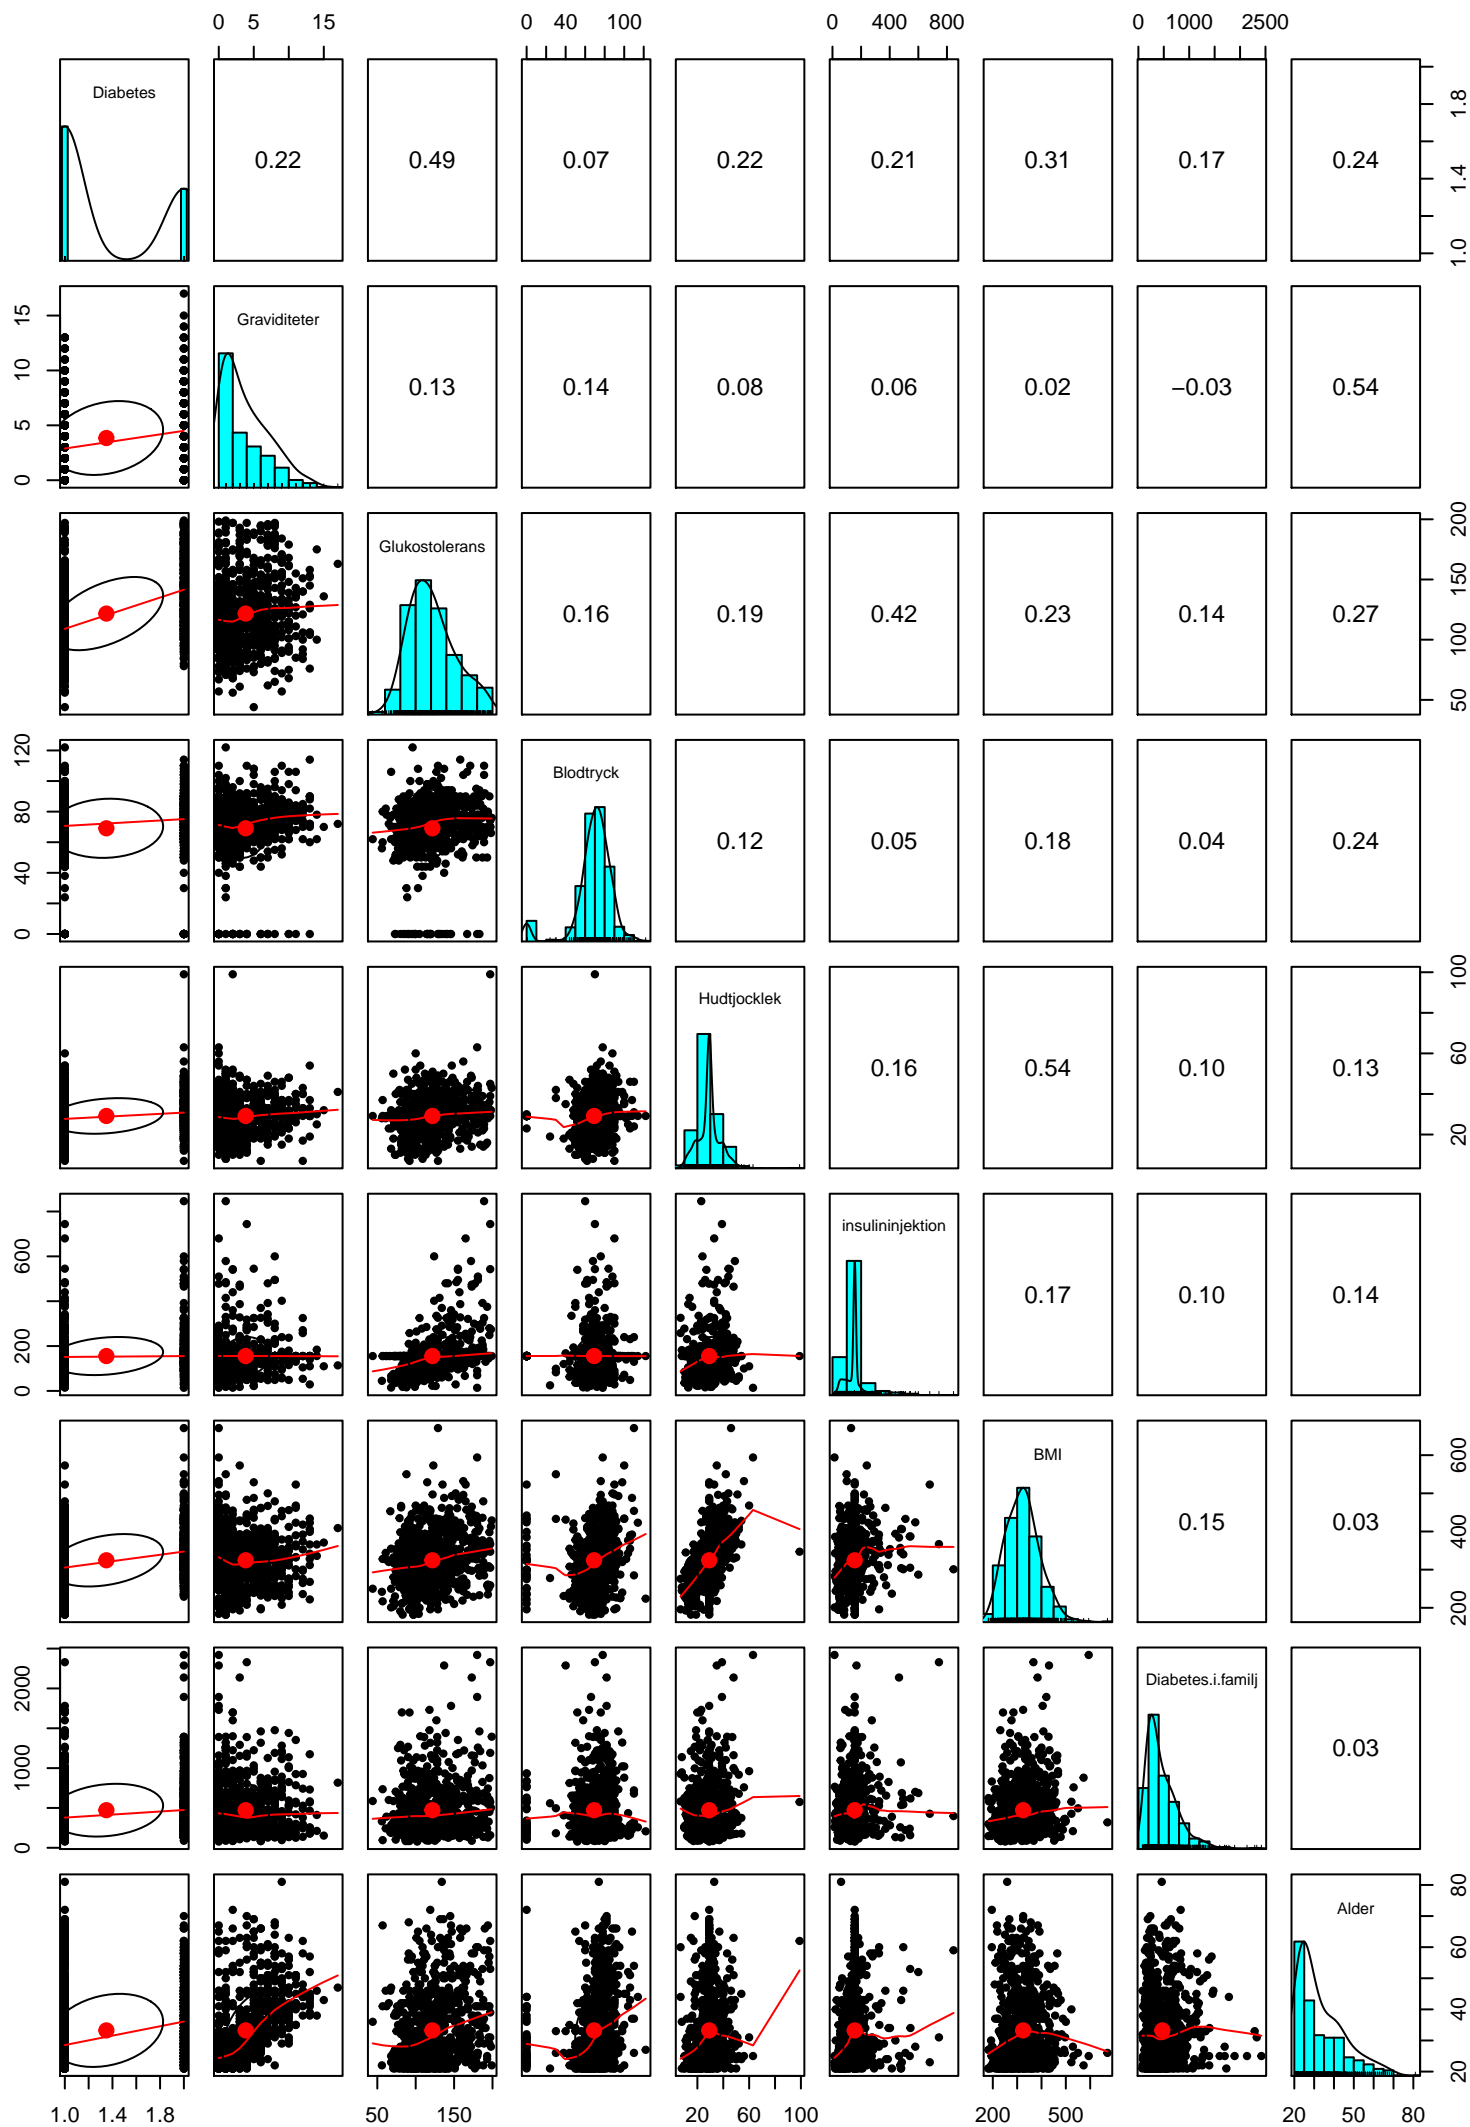 0 5 15 0 40 100 0 400 800 0 1000 2500
Diabetes 0.22 0.49 0.07 0.22 0.21 0.31 0.17 0.24 1.0 1.4 1.8
0 5 10 15 Graviditeter 0.13 0.14 0.08 0.06 0.02 −0.03 0.54
Glukostolerans 0.16 0.19 0.42 0.23 0.14 0.27 50 100 150 200
0 40 80 120 Blodtryck 0.12 0.05 0.18 0.04 0.24
Hudtjocklek 0.16 0.54 0.10 0.13 20 60 100
0 200 600 insulininjektion 0.17 0.10 0.14
BMI 0.15 0.03 200 400 600
0 1000 2000 Diabetes.i.familj 0.03
Alder 20 40 60 80
1.0 1.4 1.8 50 150 20 60 100 200 500 20 50 80